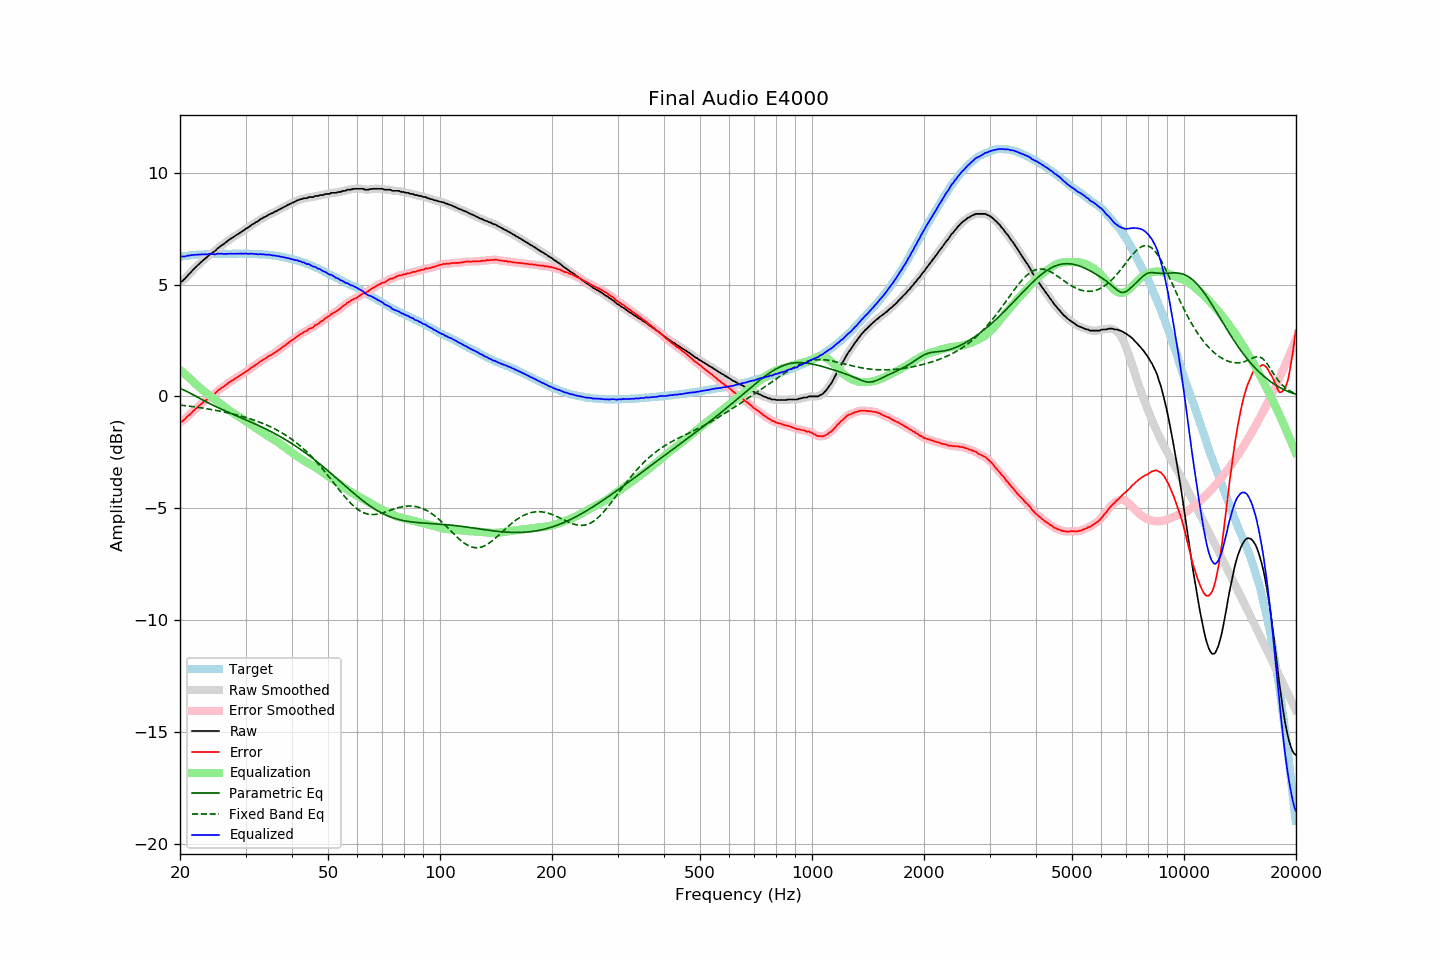 Final Audio E4000
Amplitude (dBr)
10
5
0
−5
−10
−15
−20
Target
Raw Smoothed
Error Smoothed
Raw
Error
Equalization
Parametric Eq
Fixed Band Eq
Equalized
20 50 100 200 500 1000 2000 5000 10000 20000
Frequency (Hz)